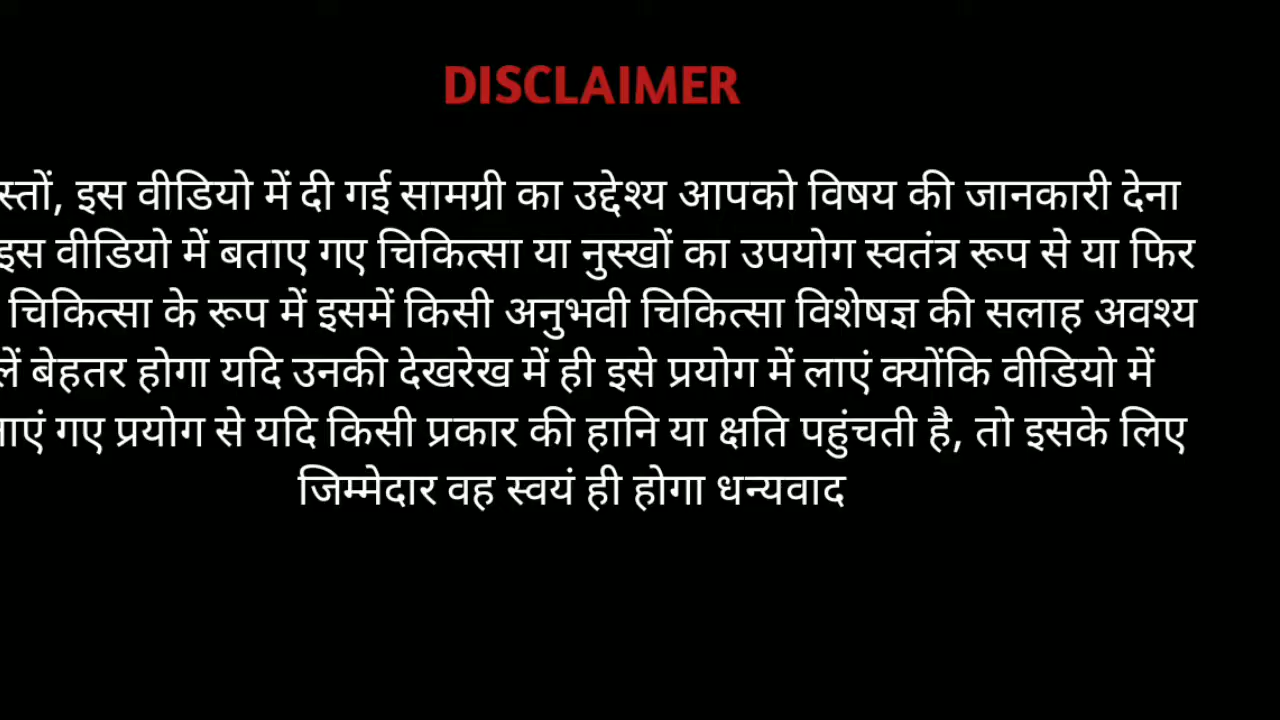 DISCLAIMER
स्तों, इस वीडियो में दी गई सामग्री का उद्देश्य आपको विषय की जानकारी देना
इस वीडियो में बताए गए चिकित्सा या नुस्खों का उपयोग स्वतंत्र रूप से या फिर
चिकित्सा के रूप में इसमें किसी अनुभवी चिकित्सा विशेषज्ञ की सलाह अवश्य
लें बेहतर होगा यदि उनकी देखरेख में ही इसे प्रयोग में लाएं क्योंकि वीडियो में
गए प्रयोग से यदि किसी प्रकार की हानि या क्षति पहुंचती है, तो इसके लिए
जिम्मेदार वह स्वयं ही होगा धन्यवाद